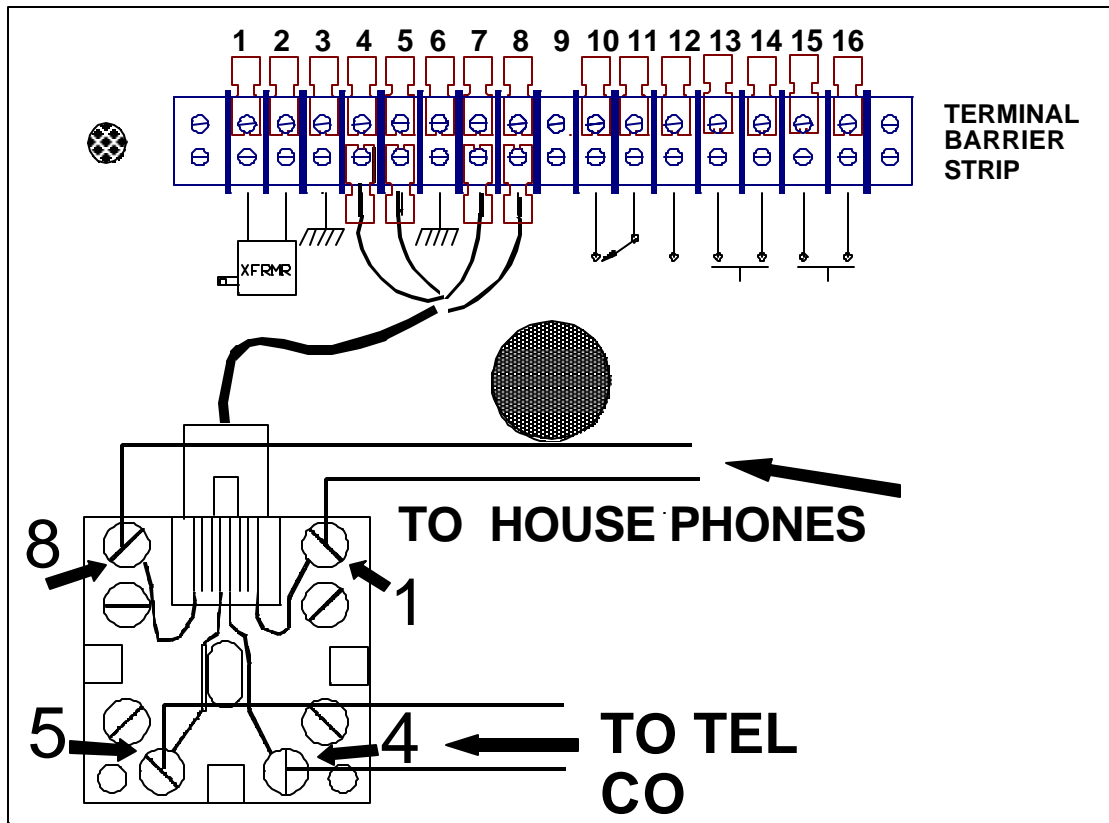 1 2 3 4 5 6 7 8 9 10 11 12 13 14 15 16
TERMINAL
BARRIER
STRIP
XFRMR
TO HOUSE PHONES
8
1
5
4
TO TEL
CO